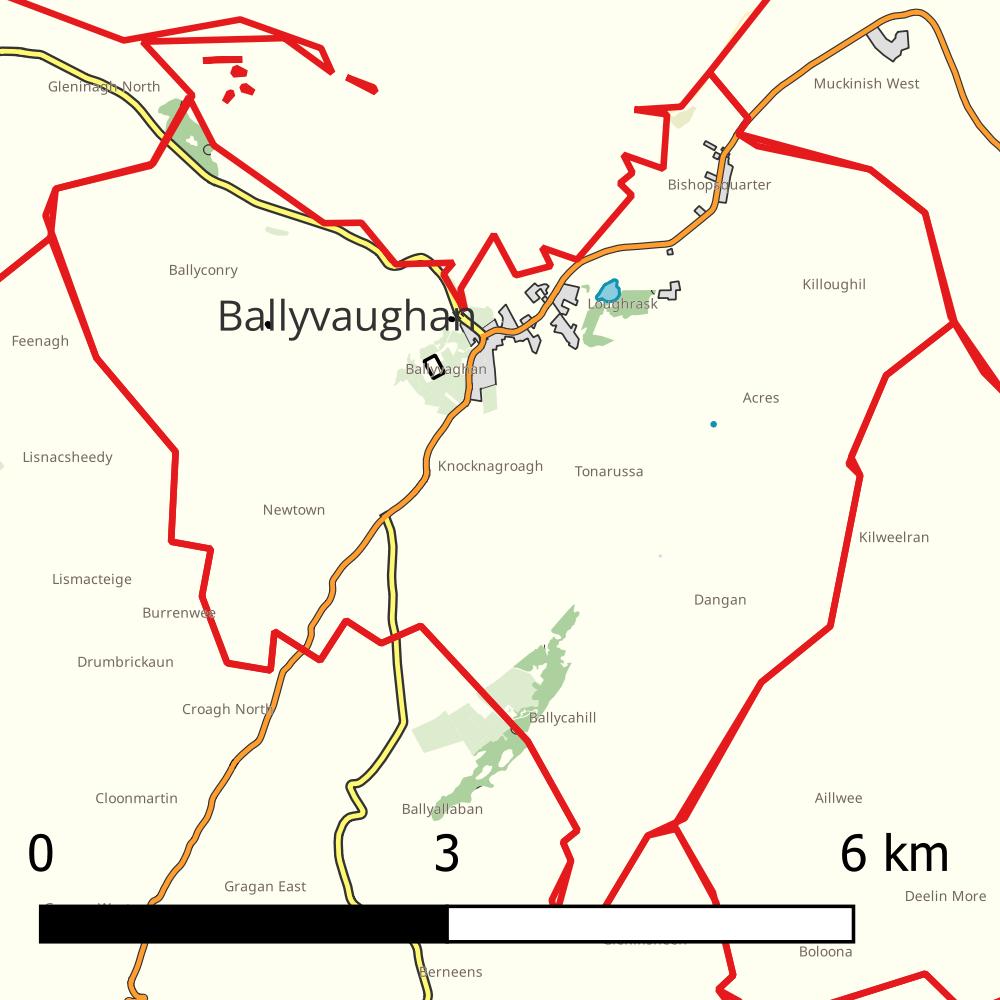 Muckinish West
Gleninagh North
Bishopsquarter
Ballyconry
Killoughil
Loughrask
Ballyvaughan
Feenagh
Ballyvaghan
Acres
Lisnacsheedy
Knocknagroagh
Tonarussa
Newtown
Kilweelran
Lismacteige
Dangan
Burrenwee
Drumbrickaun
Croagh North
Ballycahill
Cloonmartin
Aillwee
Ballyallaban
0 3 6 km
Gragan East
Deelin More
Boloona
Berneens